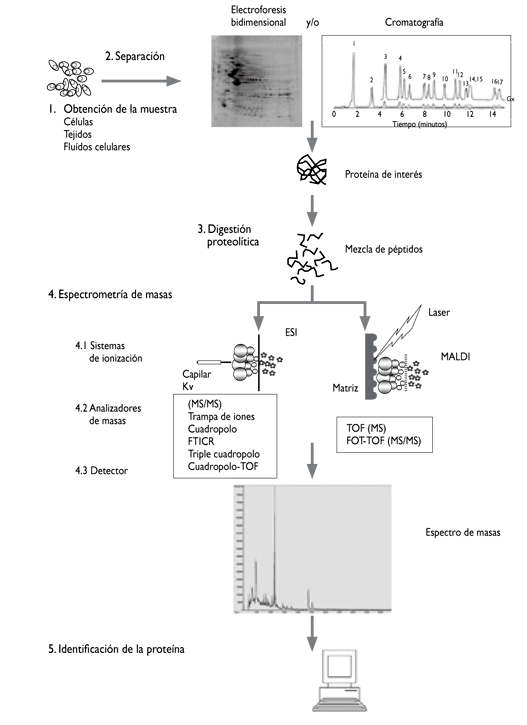 Electroforesis
bidimensional
y/o
Cromatografía
2. Separación
1. Obtención de la muestra
Células
Tejidos
Fluídos celulares
1
2
3
4
5
6
7
8
9
10
11
12
13
14,15
16
17
Gx
0 2 4 6 8 10 12 14 16
Tiempo (minutos)
Proteína de interés
3. Digestión
proteolítica
Mezcla de péptidos
4. Espectrometría de masas
4.1 Sistemas
de ionización
ESI
Capilar
Kv
Laser
MALDI
Matriz
4.2 Analizadores
de masas
(MS/MS)
Trampa de iones
Cuadropolo
FTICR
Triple cuadropolo
Cuadropolo-TOF
TOF (MS)
FOT-TOF (MS/MS)
4.3 Detector
Espectro de masas
5. Identificación de la proteína